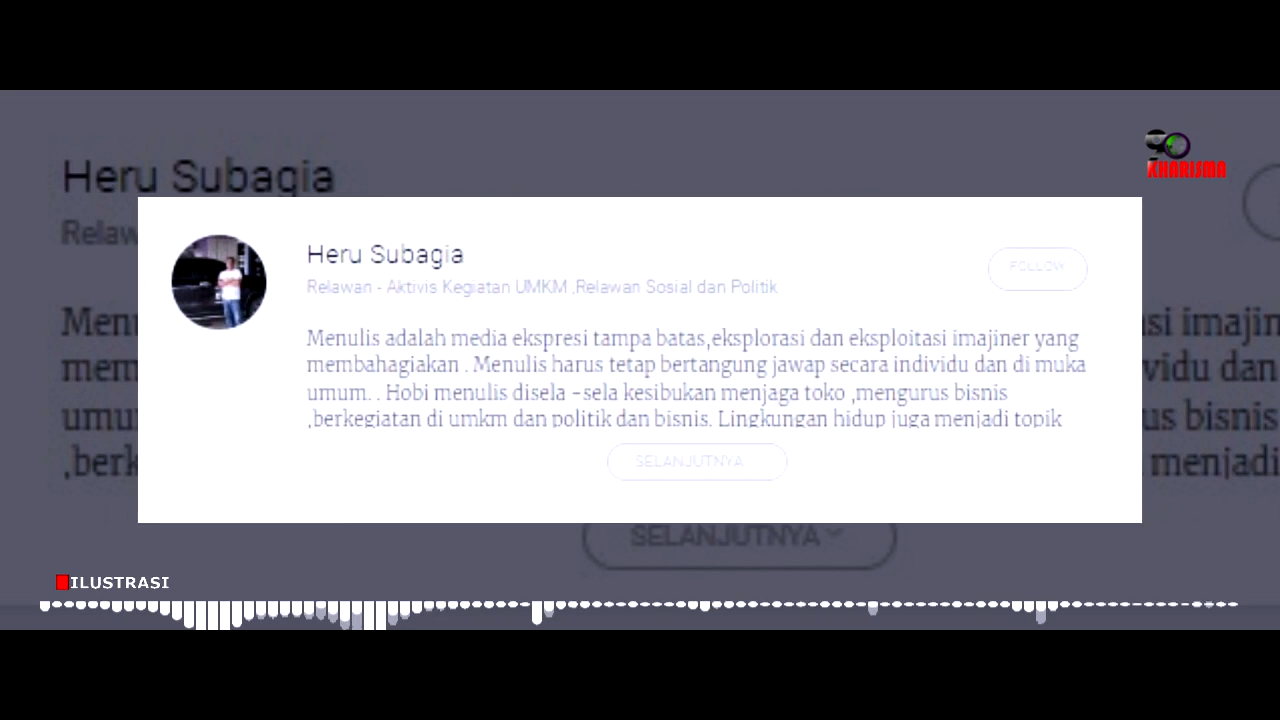 Heru Subagia
KHARISMA
Heru Subagia
Relawan - Aktivis Kegiatan UMKM ,Relawan Sosial dan Politik
FOLLOW
Menulis adalah media ekspresi tampa batas,eksplorasi dan eksploitasi imajiner yang
membahagiakan . Menulis harus tetap bertangung jawap secara individu dan di muka
umum. . Hobi menulis disela -sela kesibukan menjaga toko ,mengurus bisnis
,berkegiatan di umkm dan politik dan bisnis. Lingkungan hidup juga menjadi topik
SELANJUTNYA
SELANJUTNYA
ILUSTRASI